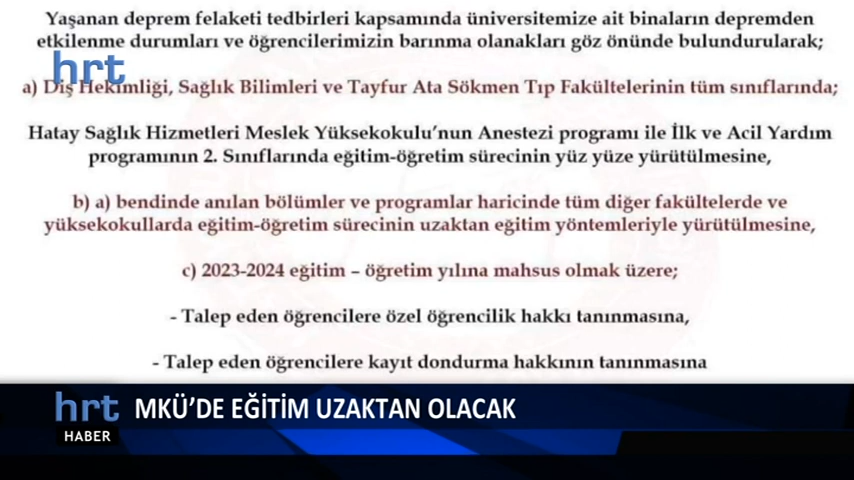 Yaşanan deprem felaketi tedbirleri kapsamında üniversitemize ait binaların depremden
etkilenme durumları ve öğrencilerimizin barınma olanakları göz önünde bulundurularak;
hrt
a) Diş Hekimliği, Sağlık Bilimleri ve Tayfur Ata Sökmen Tıp Fakültelerinin tüm sınıflarında;
Hatay Sağlık Hizmetleri Meslek Yüksekokulu’nun Anestezi programı ile İlk ve Acil Yardım
programının 2. Sınıflarında eğitim-öğretim sürecinin yüz yüze yürütülmesine,
b) a) bendinde anılan bölümler ve programlar haricinde tüm diğer fakültelerde ve
yüksekokullarda eğitim-öğretim sürecinin uzaktan eğitim yöntemleriyle yürütülmesine,
c) 2023-2024 eğitim – öğretim yılına mahsus olmak üzere;
- Talep eden öğrencilere özel öğrencilik hakkı tanınmasına,
- Talep eden öğrencilere kayıt dondurma hakkının tanınmasına
hrt
HABER
MKÜ’DE EĞİTİM UZAKTAN OLACAK